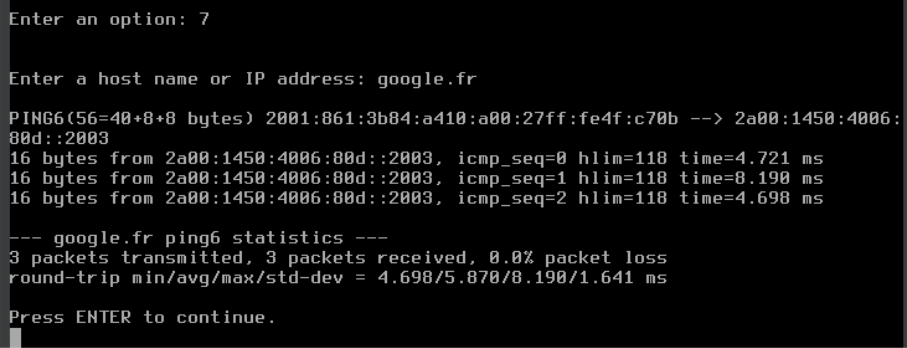 Enter an option: 7
Enter a host name or IP address: google.fr
PING6(56=40+8+8 bytes) 2001:861:3b84:a410:a00:27ff:fe4f:c70b --> 2a00:1450:4006:
80d::2003
16 bytes from 2a00:1450:4006:80d::2003, icmp_seq=0 hlim=118 time=4.721 ms
16 bytes from 2a00:1450:4006:80d::2003, icmp_seq=1 hlim=118 time=8.190 ms
16 bytes from 2a00:1450:4006:80d::2003, icmp_seq=2 hlim=118 time=4.698 ms
--- google.fr ping6 statistics ---
3 packets transmitted, 3 packets received, 0.0% packet loss
round-trip min/avg/max/std-dev = 4.698/5.870/8.190/1.641 ms
Press ENTER to continue.